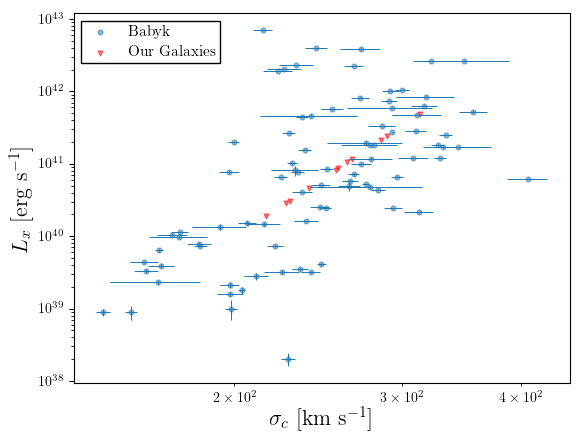 10^43
10^42
10^41
10^40
10^39
10^38
L_x [erg s^−1]
Babyk
Our Galaxies
2 × 10^2
3 × 10^2
4 × 10^2
σ_c [km s^−1]